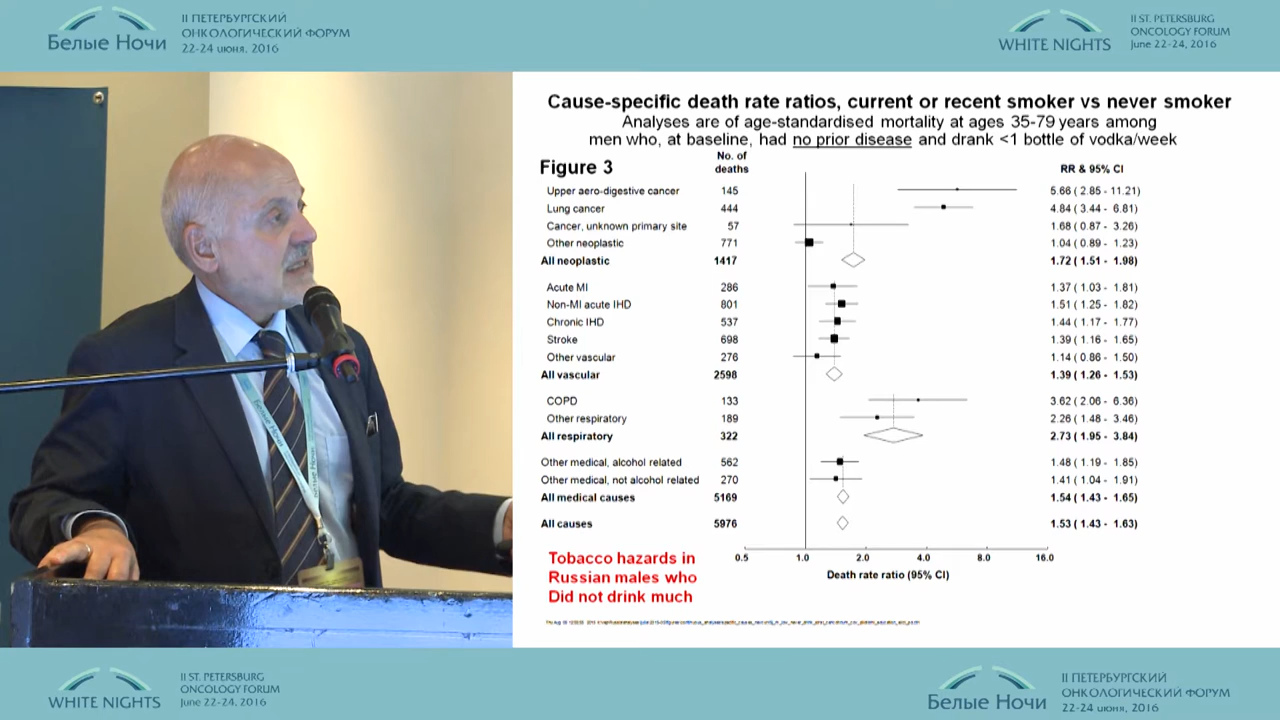 Белые Ночи
II ПЕТЕРБУРГСКИЙ
ОНКОЛОГИЧЕСКИЙ ФОРУМ
22-24 июня, 2016
WHITE NIGHTS
II ST. PETERSBURG
ONCOLOGY FORUM
June 22-24, 2016
Cause-specific death rate ratios, current or recent smoker vs never smoker
Analyses are of age-standardised mortality at ages 35-79 years among
men who, at baseline, had no prior disease and drank <1 bottle of vodka/week
Figure 3
No. of
deaths
RR & 95% CI
Upper aero-digestive cancer 145 5.66 ( 2.85 - 11.21)
Lung cancer 444 4.84 ( 3.44 - 6.81)
Cancer, unknown primary site 57 1.68 ( 0.87 - 3.26)
Other neoplastic 771 1.04 ( 0.89 - 1.23)
All neoplastic 1417 1.72 ( 1.51 - 1.98)
Acute MI 286 1.37 ( 1.03 - 1.81)
Non-MI acute IHD 801 1.51 ( 1.25 - 1.82)
Chronic IHD 537 1.44 ( 1.17 - 1.77)
Stroke 698 1.39 ( 1.16 - 1.65)
Other vascular 276 1.14 ( 0.86 - 1.50)
All vascular 2598 1.39 ( 1.26 - 1.53)
COPD 133 3.62 ( 2.06 - 6.36)
Other respiratory 189 2.26 ( 1.48 - 3.46)
All respiratory 322 2.73 ( 1.95 - 3.84)
Other medical, alcohol related 562 1.48 ( 1.19 - 1.85)
Other medical, not alcohol related 270 1.41 ( 1.04 - 1.91)
All medical causes 5169 1.54 ( 1.43 - 1.65)
All causes 5976 1.53 ( 1.43 - 1.63)
0.5 1.0 2.0 4.0 8.0 16.0
Death rate ratio (95% CI)
Tobacco hazards in
Russian males who
Did not drink much
Белые Ночи
WHITE NIGHTS
II ST. PETERSBURG
ONCOLOGY FORUM
June 22-24, 2016
Белые Ночи
II ПЕТЕРБУРГСКИЙ
ОНКОЛОГИЧЕСКИЙ ФОРУМ
22-24 июня, 2016